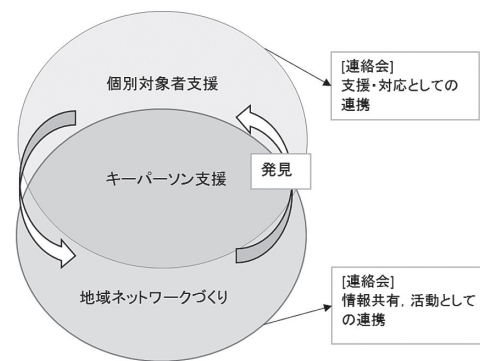 個別対象者支援
[連絡会]
支援・対応としての
連携
キーパーソン支援
発見
地域ネットワークづくり
[連絡会]
情報共有, 活動として
の連携